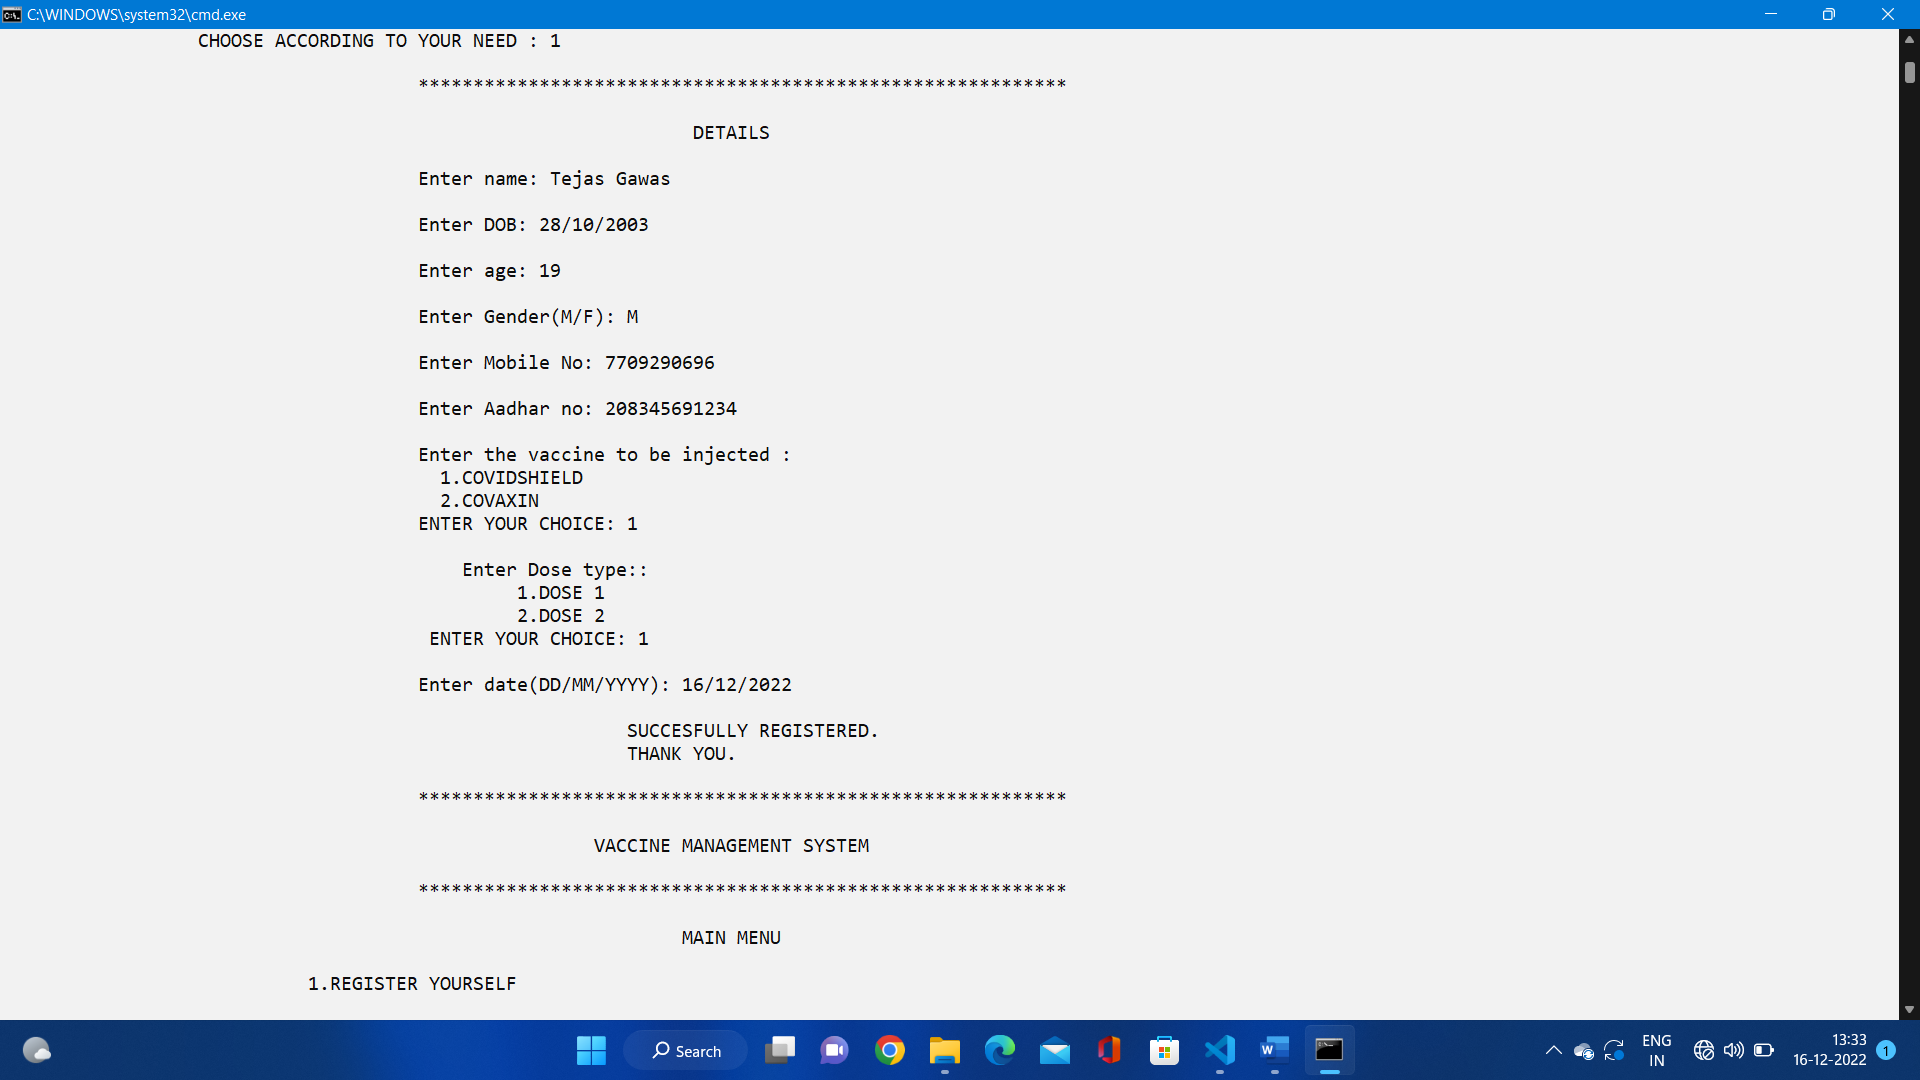 C:\WINDOWS\system32\cmd.exe
CHOOSE ACCORDING TO YOUR NEED : 1
***********************************************************
DETAILS
Enter name: Tejas Gawas
Enter DOB: 28/10/2003
Enter age: 19
Enter Gender(M/F): M
Enter Mobile No: 7709290696
Enter Aadhar no: 208345691234
Enter the vaccine to be injected :
1.COVIDSHIELD
2.COVAXIN
ENTER YOUR CHOICE: 1
Enter Dose type::
1.DOSE 1
2.DOSE 2
ENTER YOUR CHOICE: 1
Enter date(DD/MM/YYYY): 16/12/2022
SUCCESFULLY REGISTERED.
THANK YOU.
***********************************************************
VACCINE MANAGEMENT SYSTEM
***********************************************************
MAIN MENU
1.REGISTER YOURSELF
Search
ENG
IN
13:33
16-12-2022
1